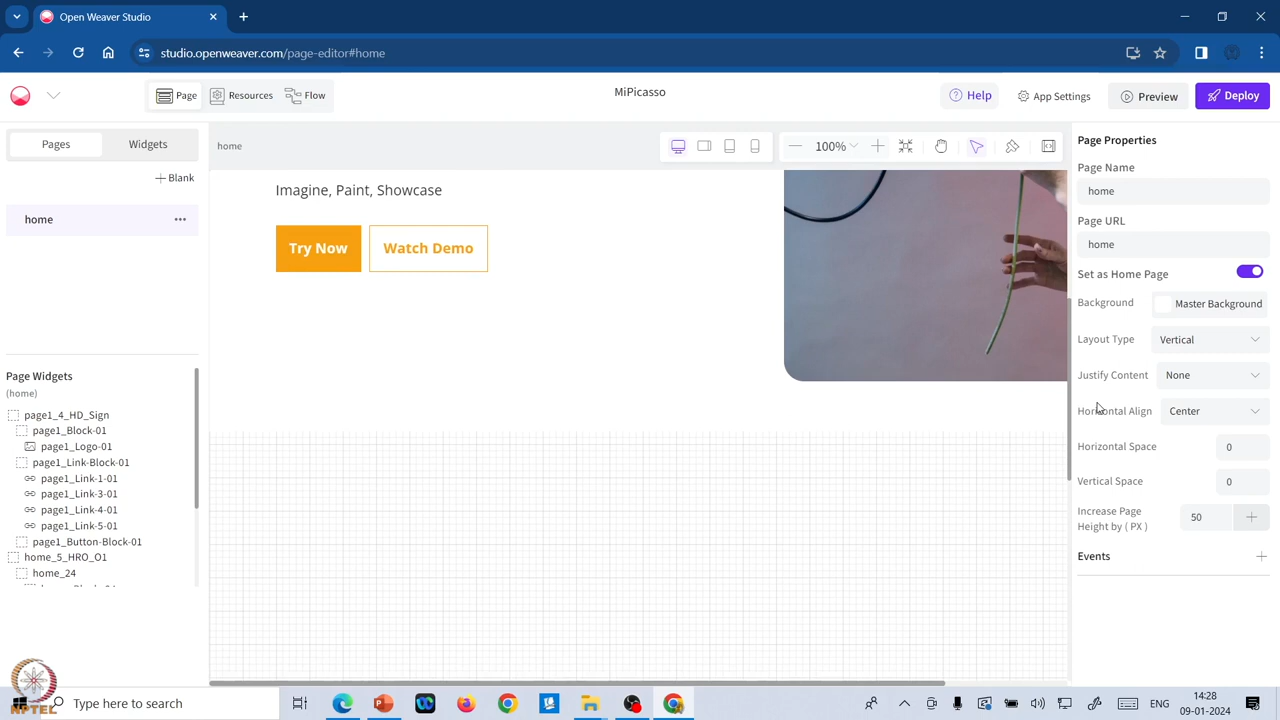 Open Weaver Studio
studio.openweaver.com/page-editor#home
Page
Resources
Flow
MiPicasso
Help
App Settings
Preview
Deploy
Pages
Widgets
home
100%
Blank
home
Page Widgets
(home)
page1_4_HD_Sign
page1_Block-01
page1_Logo-01
page1_Link-Block-01
page1_Link-1-01
page1_Link-3-01
page1_Link-4-01
page1_Link-5-01
page1_Button-Block-01
home_5_HRO_O1
home_24
Imagine, Paint, Showcase
Try Now
Watch Demo
Page Properties
Page Name
home
Page URL
home
Set as Home Page
Background
Master Background
Layout Type
Vertical
Justify Content
None
Horizontal Align
Center
Horizontal Space
0
Vertical Space
0
Increase Page
Height by ( PX )
50
Events
NPTEL
Type here to search
ENG
14:28
09-01-2024